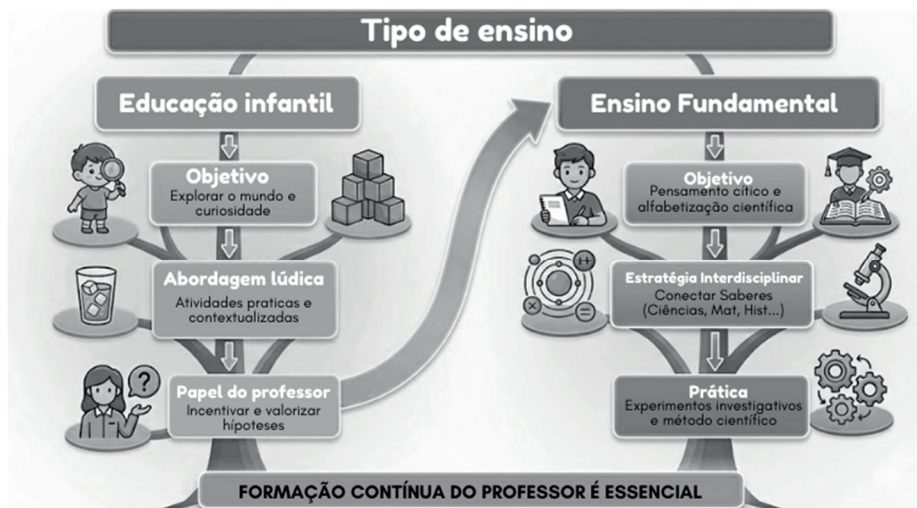 Tipo de ensino
Educação infantil
Objetivo
Explorar o mundo e
curiosidade
Abordagem lúdica
Atividades praticas e
contextualizadas
?
Papel do professor
Incentivar e valorizar
hípoteses
Ensino Fundamental
Objetivo
Pensamento cítico e
alfabetização científica
Estratégia Interdisciplinar
Conectar Saberes
(Ciências, Mat, Hist...)
Prática
Experimentos investigativos
e método científico
FORMAÇÃO CONTÍNUA DO PROFESSOR É ESSENCIAL